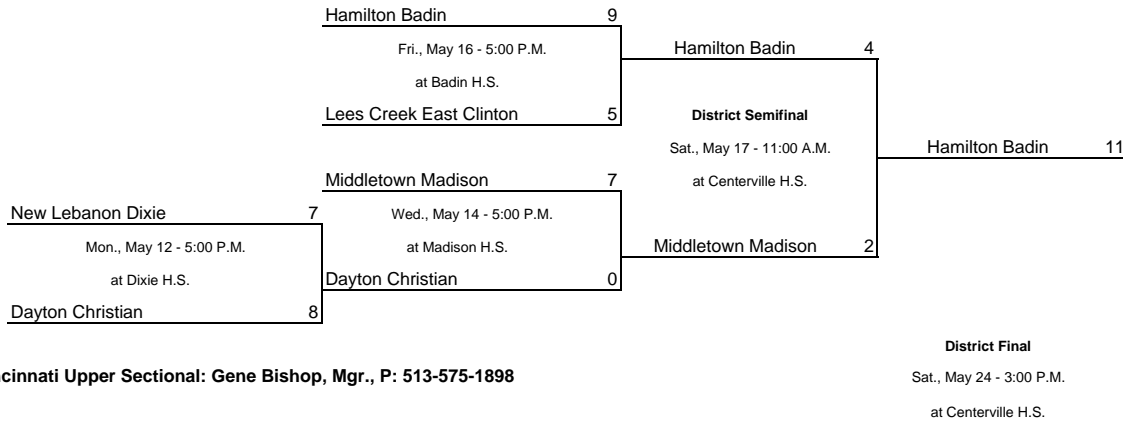 Hamilton Badin 9
Fri., May 16 - 5:00 P.M.
at Badin H.S.
Lees Creek East Clinton 5
Hamilton Badin 4
District Semifinal
Sat., May 17 - 11:00 A.M.
at Centerville H.S.
Hamilton Badin 11
Middletown Madison 7
Wed., May 14 - 5:00 P.M.
at Madison H.S.
Dayton Christian 0
New Lebanon Dixie 7
Mon., May 12 - 5:00 P.M.
at Dixie H.S.
Dayton Christian 8
Middletown Madison 2
District Final
Sat., May 24 - 3:00 P.M.
at Centerville H.S.
cinnati Upper Sectional: Gene Bishop, Mgr., P: 513-575-1898